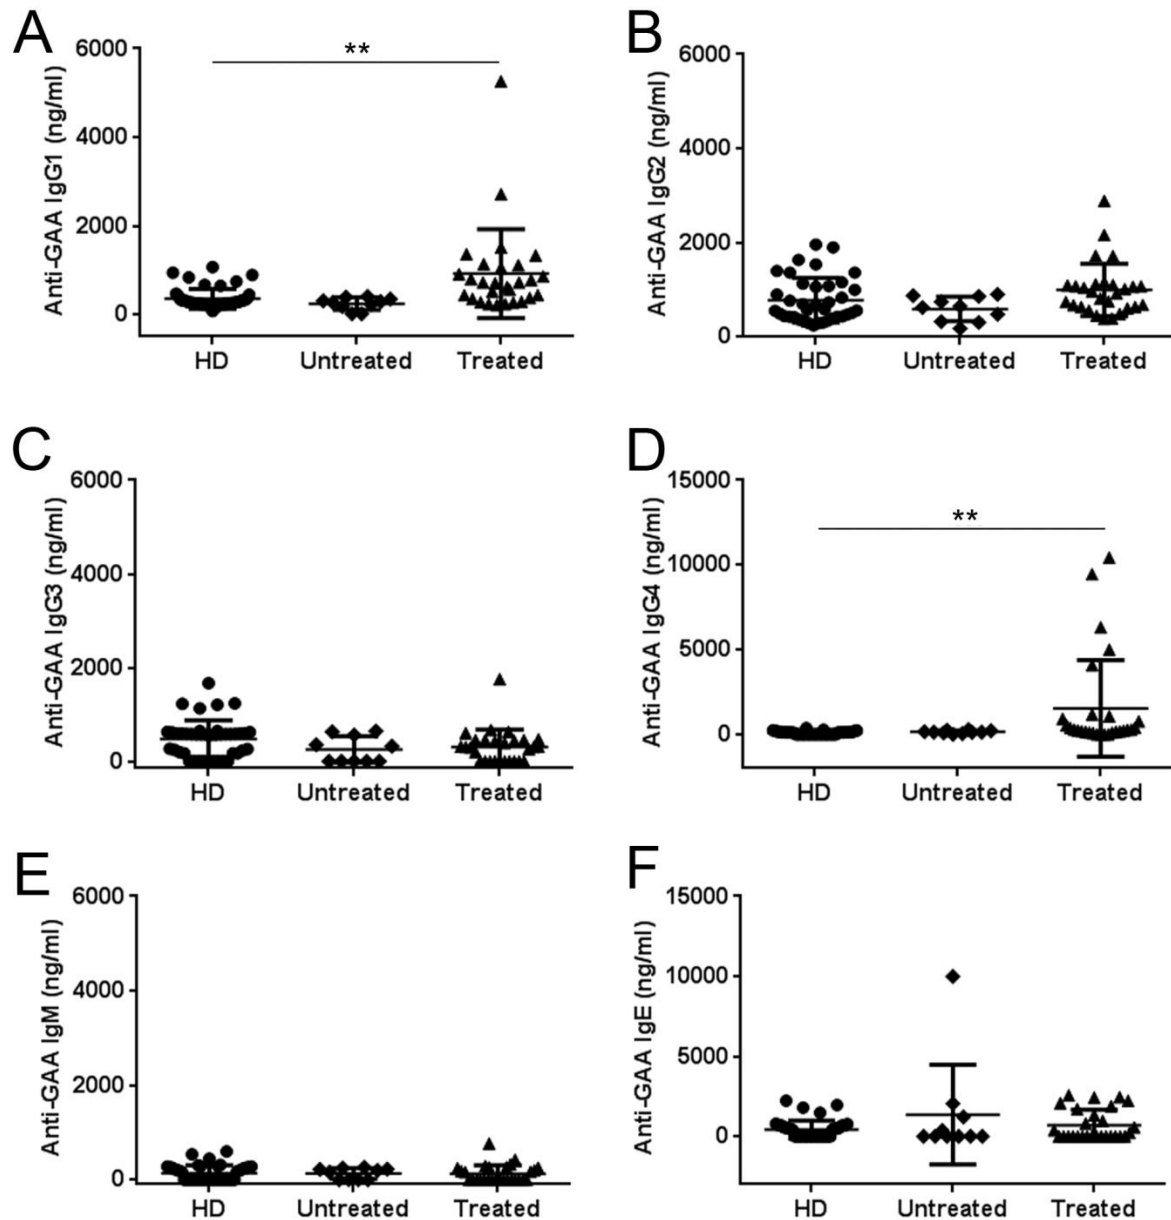 A
Anti-GAA IgG1 (ng/ml)
6000
4000
2000
0
**
HD Untreated Treated
B
Anti-GAA IgG2 (ng/ml)
6000
4000
2000
0
HD Untreated Treated
C
Anti-GAA IgG3 (ng/ml)
6000
4000
2000
0
HD Untreated Treated
D
Anti-GAA IgG4 (ng/ml)
15000
10000
5000
0
**
HD Untreated Treated
E
Anti-GAA IgM (ng/ml)
6000
4000
2000
0
HD Untreated Treated
F
Anti-GAA IgE (ng/ml)
15000
10000
5000
0
HD Untreated Treated